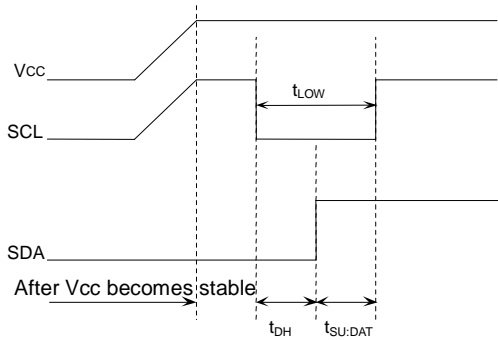 VCC
tLOW
SCL
SDA
After Vcc becomes stable
tDH tSU:DAT